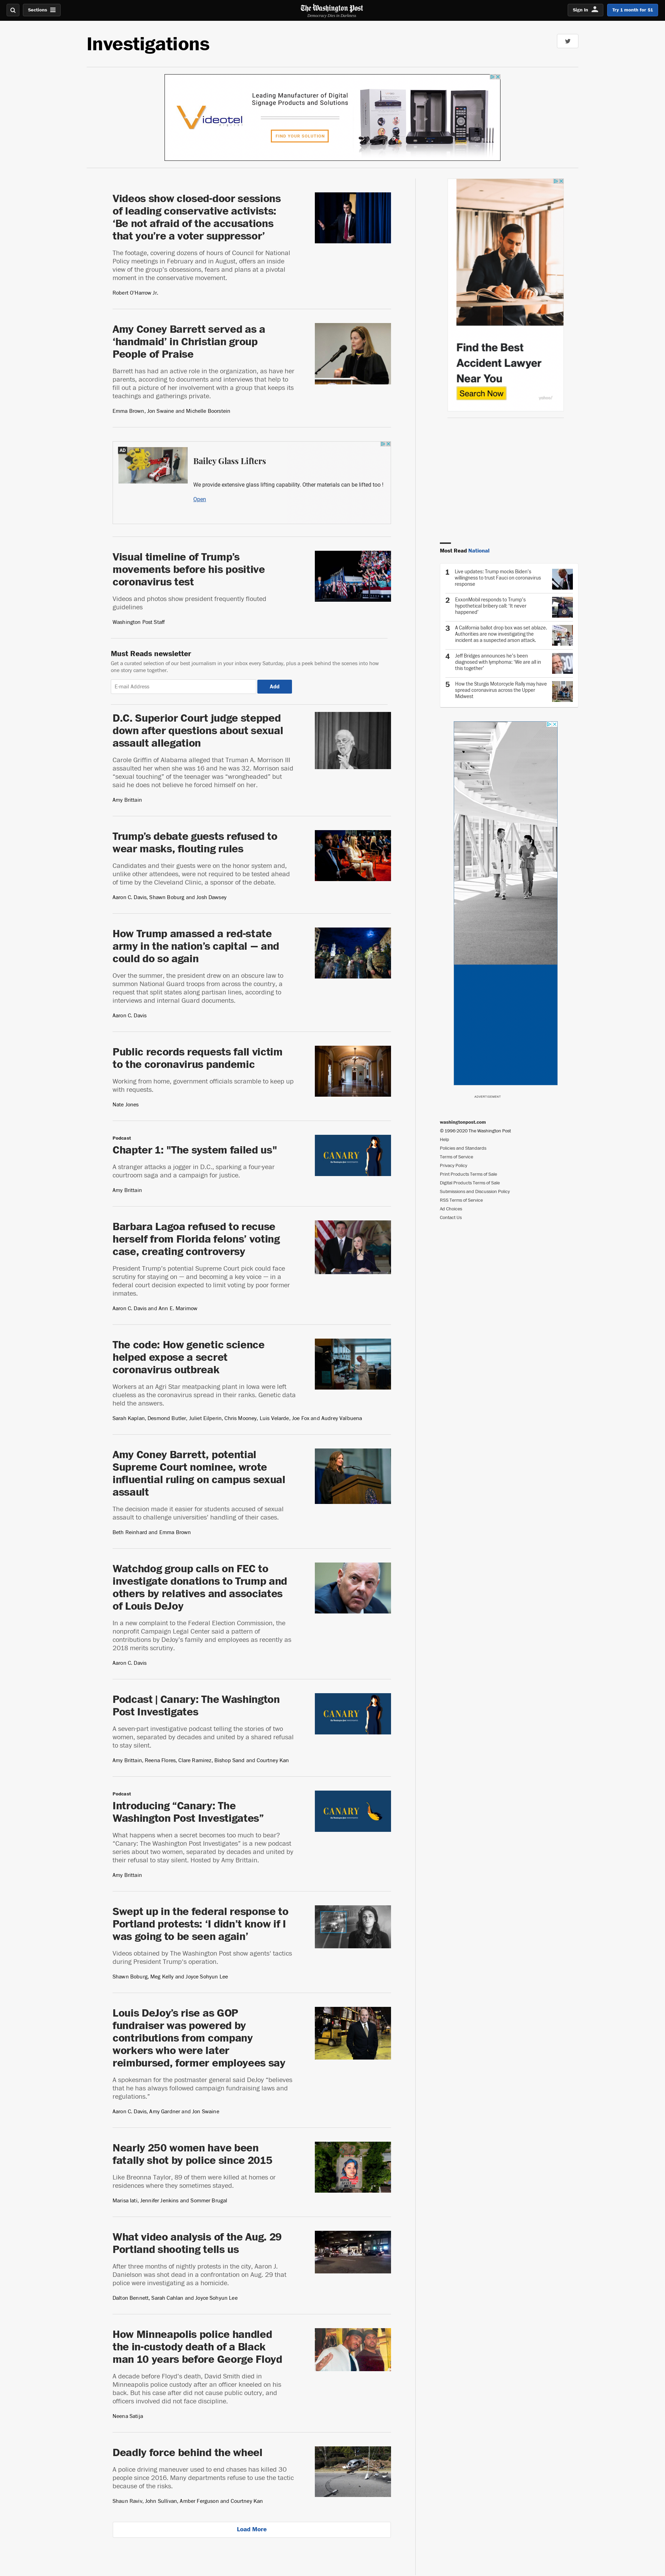 Sections
The Washington Post
Democracy Dies in Darkness
Sign In
Try 1 month for $1
Investigations
Videotel
Leading Manufacturer of Digital
Signage Products and Solutions
FIND YOUR SOLUTION
Videos show closed-door sessions
of leading conservative activists:
‘Be not afraid of the accusations
that you’re a voter suppressor’
The footage, covering dozens of hours of Council for National
Policy meetings in February and in August, offers an inside
view of the group’s obsessions, fears and plans at a pivotal
moment in the conservative movement.
Robert O'Harrow Jr.
Amy Coney Barrett served as a
‘handmaid’ in Christian group
People of Praise
Barrett has had an active role in the organization, as have her
parents, according to documents and interviews that help to
fill out a picture of her involvement with a group that keeps its
teachings and gatherings private.
Emma Brown, Jon Swaine and Michelle Boorstein
AD
Bailey Glass Lifters
We provide extensive glass lifting capability. Other materials can be lifted too !
Open
Visual timeline of Trump’s
movements before his positive
coronavirus test
Videos and photos show president frequently flouted
guidelines
Washington Post Staff
Must Reads newsletter
Get a curated selection of our best journalism in your inbox every Saturday, plus a peek behind the scenes into how
one story came together.
E-mail Address
Add
D.C. Superior Court judge stepped
down after questions about sexual
assault allegation
Carole Griffin of Alabama alleged that Truman A. Morrison III
assaulted her when she was 16 and he was 32. Morrison said
“sexual touching” of the teenager was “wrongheaded” but
said he does not believe he forced himself on her.
Amy Brittain
Trump’s debate guests refused to
wear masks, flouting rules
Candidates and their guests were on the honor system and,
unlike other attendees, were not required to be tested ahead
of time by the Cleveland Clinic, a sponsor of the debate.
Aaron C. Davis, Shawn Boburg and Josh Dawsey
How Trump amassed a red-state
army in the nation’s capital — and
could do so again
Over the summer, the president drew on an obscure law to
summon National Guard troops from across the country, a
request that split states along partisan lines, according to
interviews and internal Guard documents.
Aaron C. Davis
Public records requests fall victim
to the coronavirus pandemic
Working from home, government officials scramble to keep up
with requests.
Nate Jones
Podcast
Chapter 1: "The system failed us"
A stranger attacks a jogger in D.C., sparking a four-year
courtroom saga and a campaign for justice.
Amy Brittain
CANARY
Barbara Lagoa refused to recuse
herself from Florida felons’ voting
case, creating controversy
President Trump’s potential Supreme Court pick could face
scrutiny for staying on — and becoming a key voice — in a
federal court decision expected to limit voting by poor former
inmates.
Aaron C. Davis and Ann E. Marimow
The code: How genetic science
helped expose a secret
coronavirus outbreak
Workers at an Agri Star meatpacking plant in Iowa were left
clueless as the coronavirus spread in their ranks. Genetic data
held the answers.
Sarah Kaplan, Desmond Butler, Juliet Eilperin, Chris Mooney, Luis Velarde, Joe Fox and Audrey Valbuena
Amy Coney Barrett, potential
Supreme Court nominee, wrote
influential ruling on campus sexual
assault
The decision made it easier for students accused of sexual
assault to challenge universities’ handling of their cases.
Beth Reinhard and Emma Brown
Watchdog group calls on FEC to
investigate donations to Trump and
others by relatives and associates
of Louis DeJoy
In a new complaint to the Federal Election Commission, the
nonprofit Campaign Legal Center said a pattern of
contributions by DeJoy’s family and employees as recently as
2018 merits scrutiny.
Aaron C. Davis
Podcast | Canary: The Washington
Post Investigates
A seven-part investigative podcast telling the stories of two
women, separated by decades and united by a shared refusal
to stay silent.
Amy Brittain, Reena Flores, Clare Ramirez, Bishop Sand and Courtney Kan
CANARY
Podcast
Introducing “Canary: The
Washington Post Investigates”
What happens when a secret becomes too much to bear?
“Canary: The Washington Post Investigates” is a new podcast
series about two women, separated by decades and united by
their refusal to stay silent. Hosted by Amy Brittain.
Amy Brittain
CANARY
Swept up in the federal response to
Portland protests: ‘I didn’t know if I
was going to be seen again’
Videos obtained by The Washington Post show agents’ tactics
during President Trump’s operation.
Shawn Boburg, Meg Kelly and Joyce Sohyun Lee
Louis DeJoy’s rise as GOP
fundraiser was powered by
contributions from company
workers who were later
reimbursed, former employees say
A spokesman for the postmaster general said DeJoy “believes
that he has always followed campaign fundraising laws and
regulations.”
Aaron C. Davis, Amy Gardner and Jon Swaine
Nearly 250 women have been
fatally shot by police since 2015
Like Breonna Taylor, 89 of them were killed at homes or
residences where they sometimes stayed.
Marisa Iati, Jennifer Jenkins and Sommer Brugal
What video analysis of the Aug. 29
Portland shooting tells us
After three months of nightly protests in the city, Aaron J.
Danielson was shot dead in a confrontation on Aug. 29 that
police were investigating as a homicide.
Dalton Bennett, Sarah Cahlan and Joyce Sohyun Lee
How Minneapolis police handled
the in-custody death of a Black
man 10 years before George Floyd
A decade before Floyd’s death, David Smith died in
Minneapolis police custody after an officer kneeled on his
back. But his case after did not cause public outcry, and
officers involved did not face discipline.
Neena Satija
Deadly force behind the wheel
A police driving maneuver used to end chases has killed 30
people since 2016. Many departments refuse to use the tactic
because of the risks.
Shaun Raviv, John Sullivan, Amber Ferguson and Courtney Kan
Load More
Find the Best
Accident Lawyer
Near You
Search Now
Most Read National
1 Live updates: Trump mocks Biden’s
willingness to trust Fauci on coronavirus
response
2 ExxonMobil responds to Trump’s
hypothetical bribery call: ‘It never
happened’
3 A California ballot drop box was set ablaze.
Authorities are now investigating the
incident as a suspected arson attack.
4 Jeff Bridges announces he’s been
diagnosed with lymphoma: ‘We are all in
this together’
5 How the Sturgis Motorcycle Rally may have
spread coronavirus across the Upper
Midwest
ADVERTISEMENT
washingtonpost.com
© 1996-2020 The Washington Post
Help
Policies and Standards
Terms of Service
Privacy Policy
Print Products Terms of Sale
Digital Products Terms of Sale
Submissions and Discussion Policy
RSS Terms of Service
Ad Choices
Contact Us